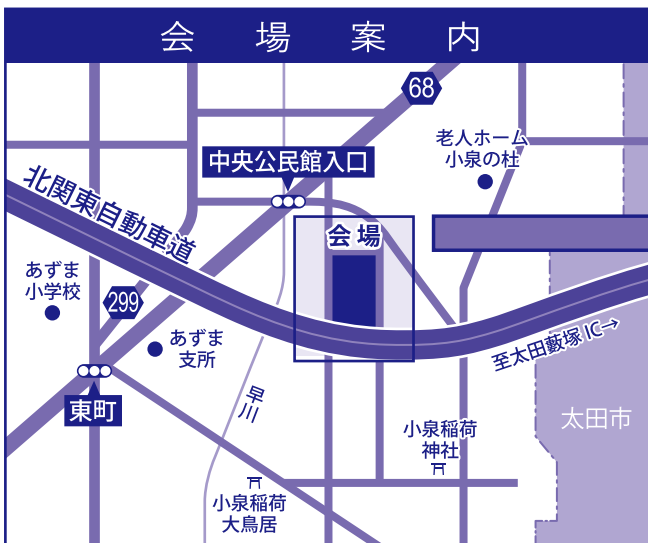 会場案内
68
老人ホーム
小泉の杜
中央公民館入口
北関東自動車道
会場
あずま
小学校
299
あずま
支所
至太田藪塚 IC→
東町
早川
太田市
小泉稲荷
神社
小泉稲荷
大鳥居